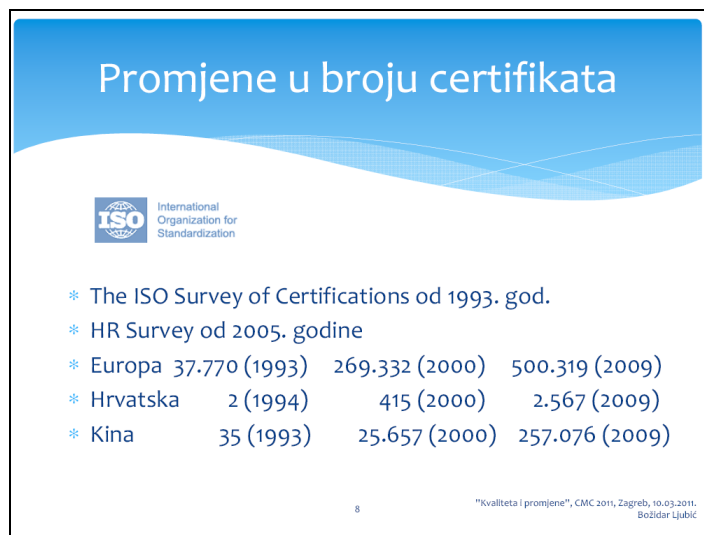 Promjene u broju certifikata
ISO
International
Organization for
Standardization
* The ISO Survey of Certifications od 1993. god.
* HR Survey od 2005. godine
* Europa 37.770 (1993) 269.332 (2000) 500.319 (2009)
* Hrvatska 2 (1994) 415 (2000) 2.567 (2009)
* Kina 35 (1993) 25.657 (2000) 257.076 (2009)
8
"Kvaliteta i promjene", CMC 2011, Zagreb, 10.03.2011.
Božidar Ljubić